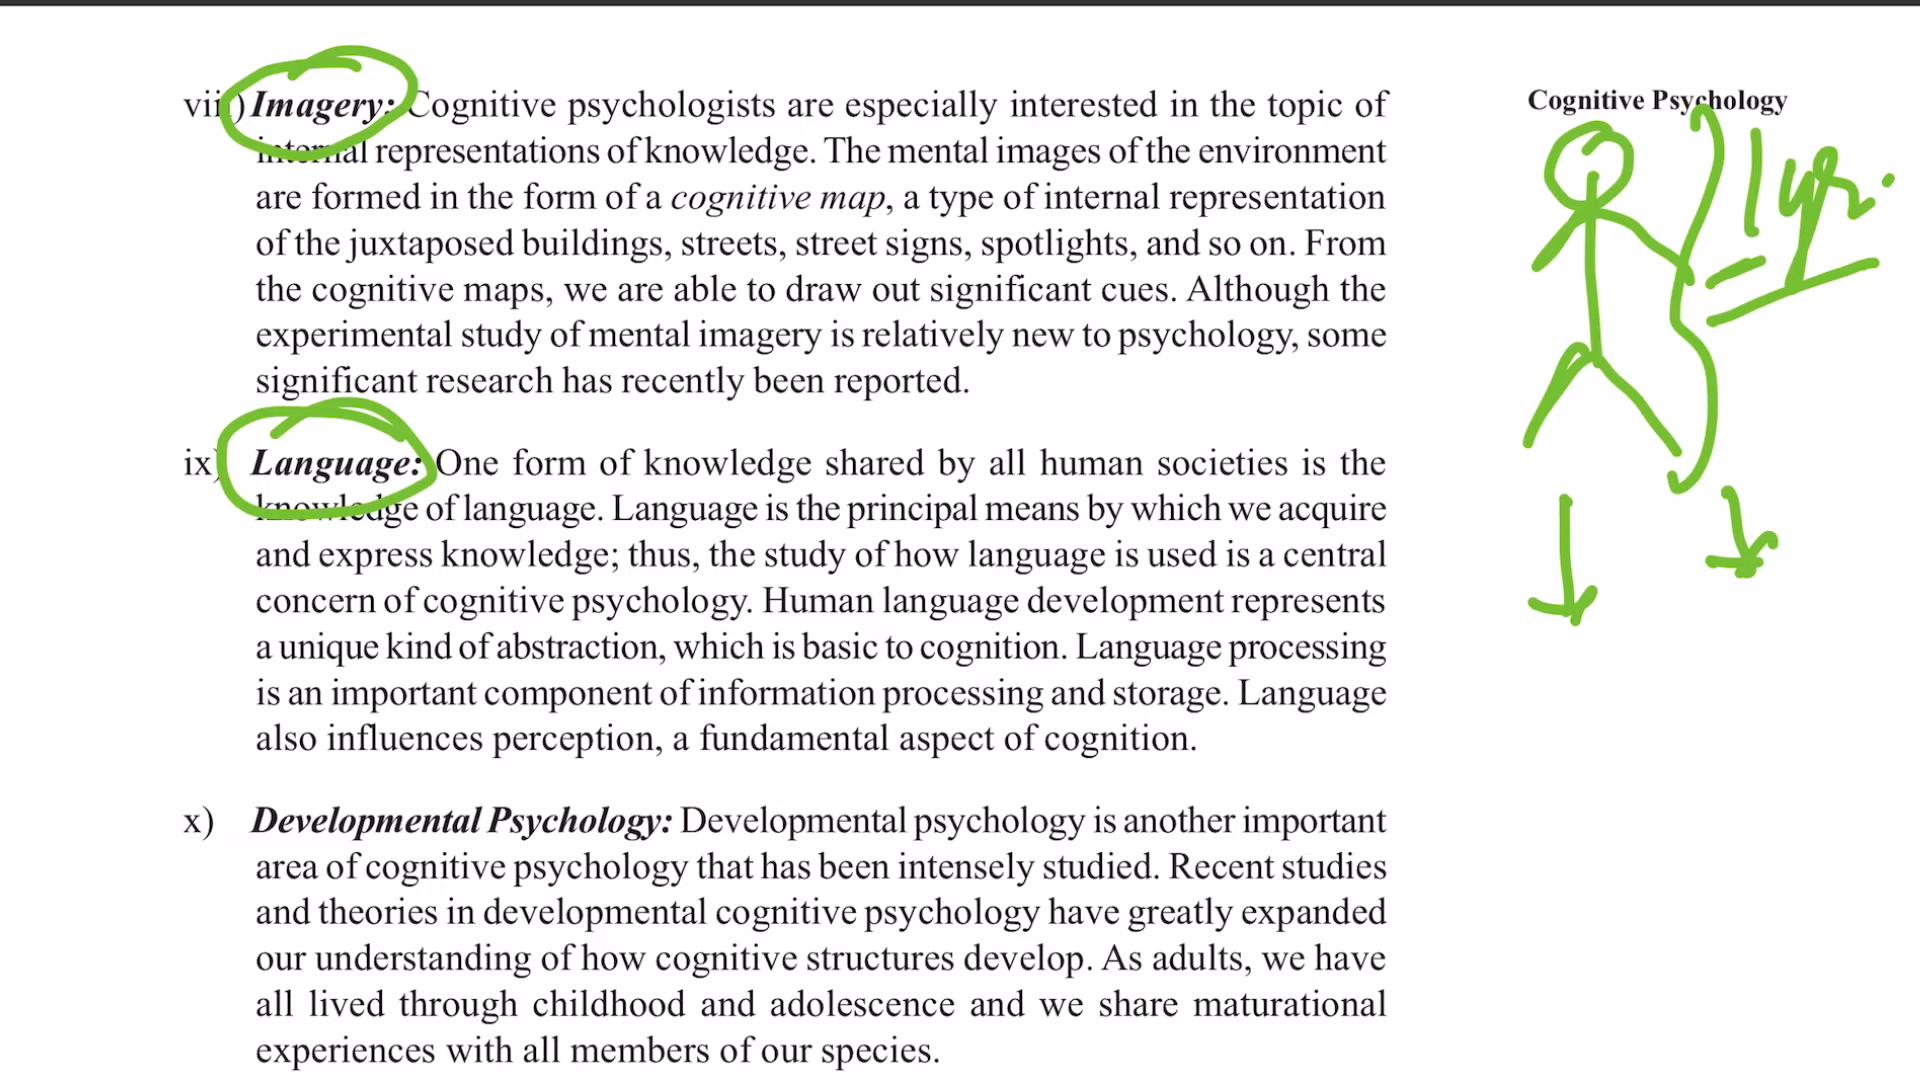 viii) Imagery: Cognitive psychologists are especially interested in the topic of
internal representations of knowledge. The mental images of the environment
are formed in the form of a cognitive map, a type of internal representation
of the juxtaposed buildings, streets, street signs, spotlights, and so on. From
the cognitive maps, we are able to draw out significant cues. Although the
experimental study of mental imagery is relatively new to psychology, some
significant research has recently been reported.
ix) Language: One form of knowledge shared by all human societies is the
knowledge of language. Language is the principal means by which we acquire
and express knowledge; thus, the study of how language is used is a central
concern of cognitive psychology. Human language development represents
a unique kind of abstraction, which is basic to cognition. Language processing
is an important component of information processing and storage. Language
also influences perception, a fundamental aspect of cognition.
x) Developmental Psychology: Developmental psychology is another important
area of cognitive psychology that has been intensely studied. Recent studies
and theories in developmental cognitive psychology have greatly expanded
our understanding of how cognitive structures develop. As adults, we have
all lived through childhood and adolescence and we share maturational
experiences with all members of our species.
Cognitive Psychology
1yr.